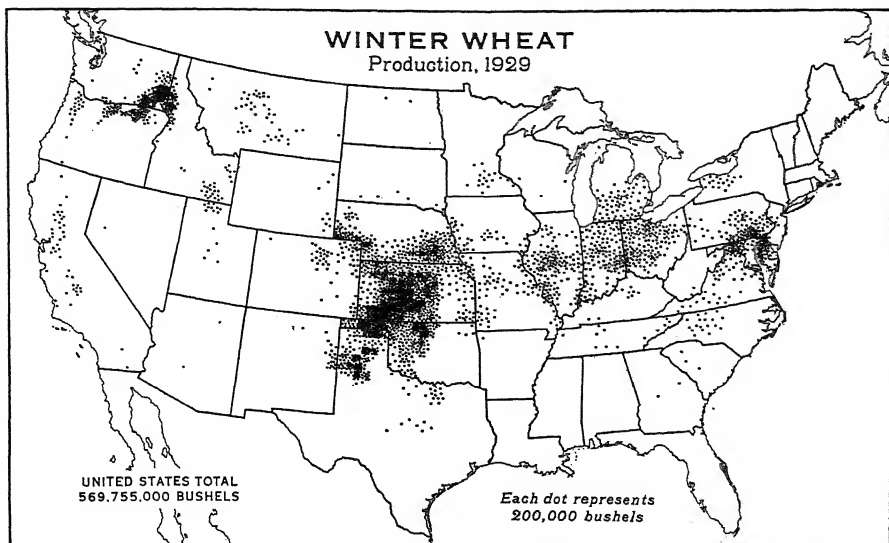 WINTER WHEAT
Production, 1929
UNITED STATES TOTAL
569,755,000 BUSHELS
Each dot represents
200,000 bushels